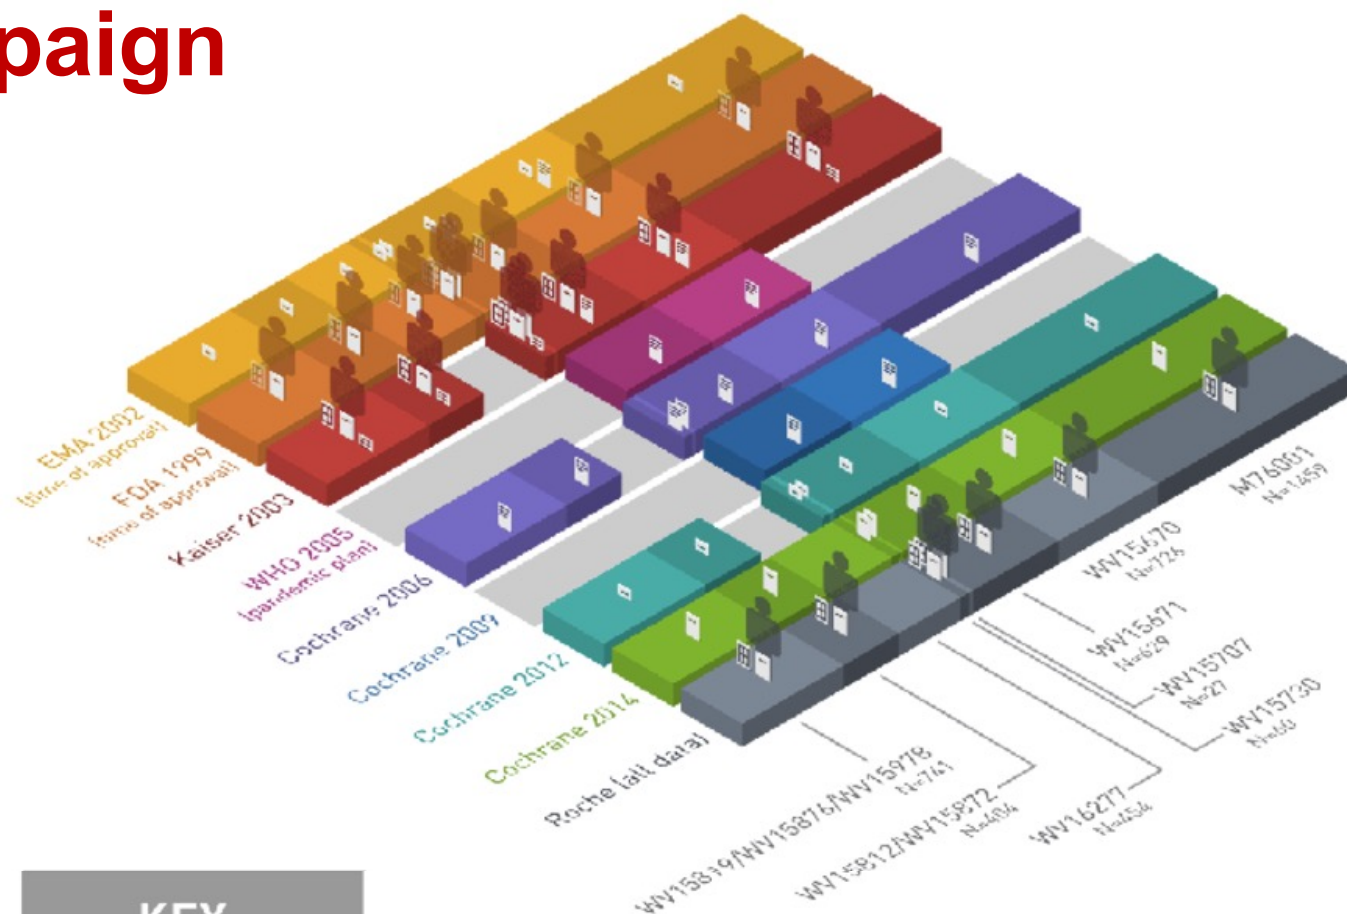 paign
EMA 2002
(time of approval)
FDA 1999
(time of approval)
Kaiser 2003
WHO 2005
(pandemic plan)
Cochrane 2006
Cochrane 2009
Cochrane 2012
Cochrane 2014
Roche (all data)
M76001
N=1459
WV15670
N=726
WV15671
N=629
WV15707
N=27
WV15730
N=60
WV16277
N=454
WV15812/WV15872
N=404
WV15819/WV15876/WV15978
N=741
KEY